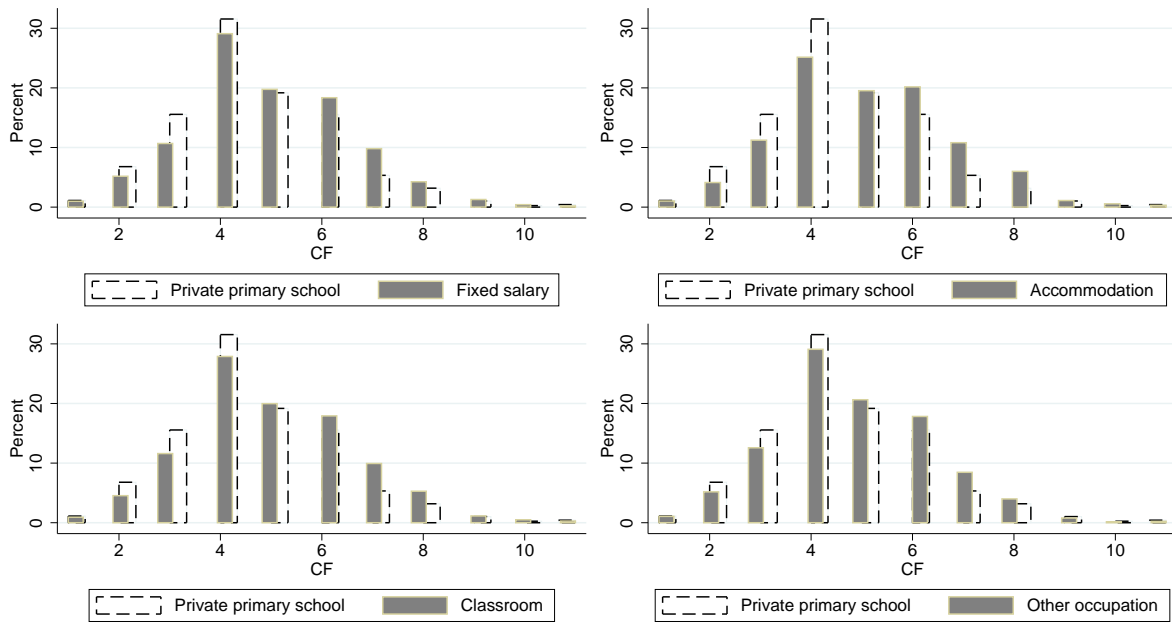 30
20
10
0
Percent
2 4 6 8 10
CF
Private primary school Fixed salary
30
20
10
0
Percent
2 4 6 8 10
CF
Private primary school Accommodation
30
20
10
0
Percent
2 4 6 8 10
CF
Private primary school Classroom
30
20
10
0
Percent
2 4 6 8 10
CF
Private primary school Other occupation